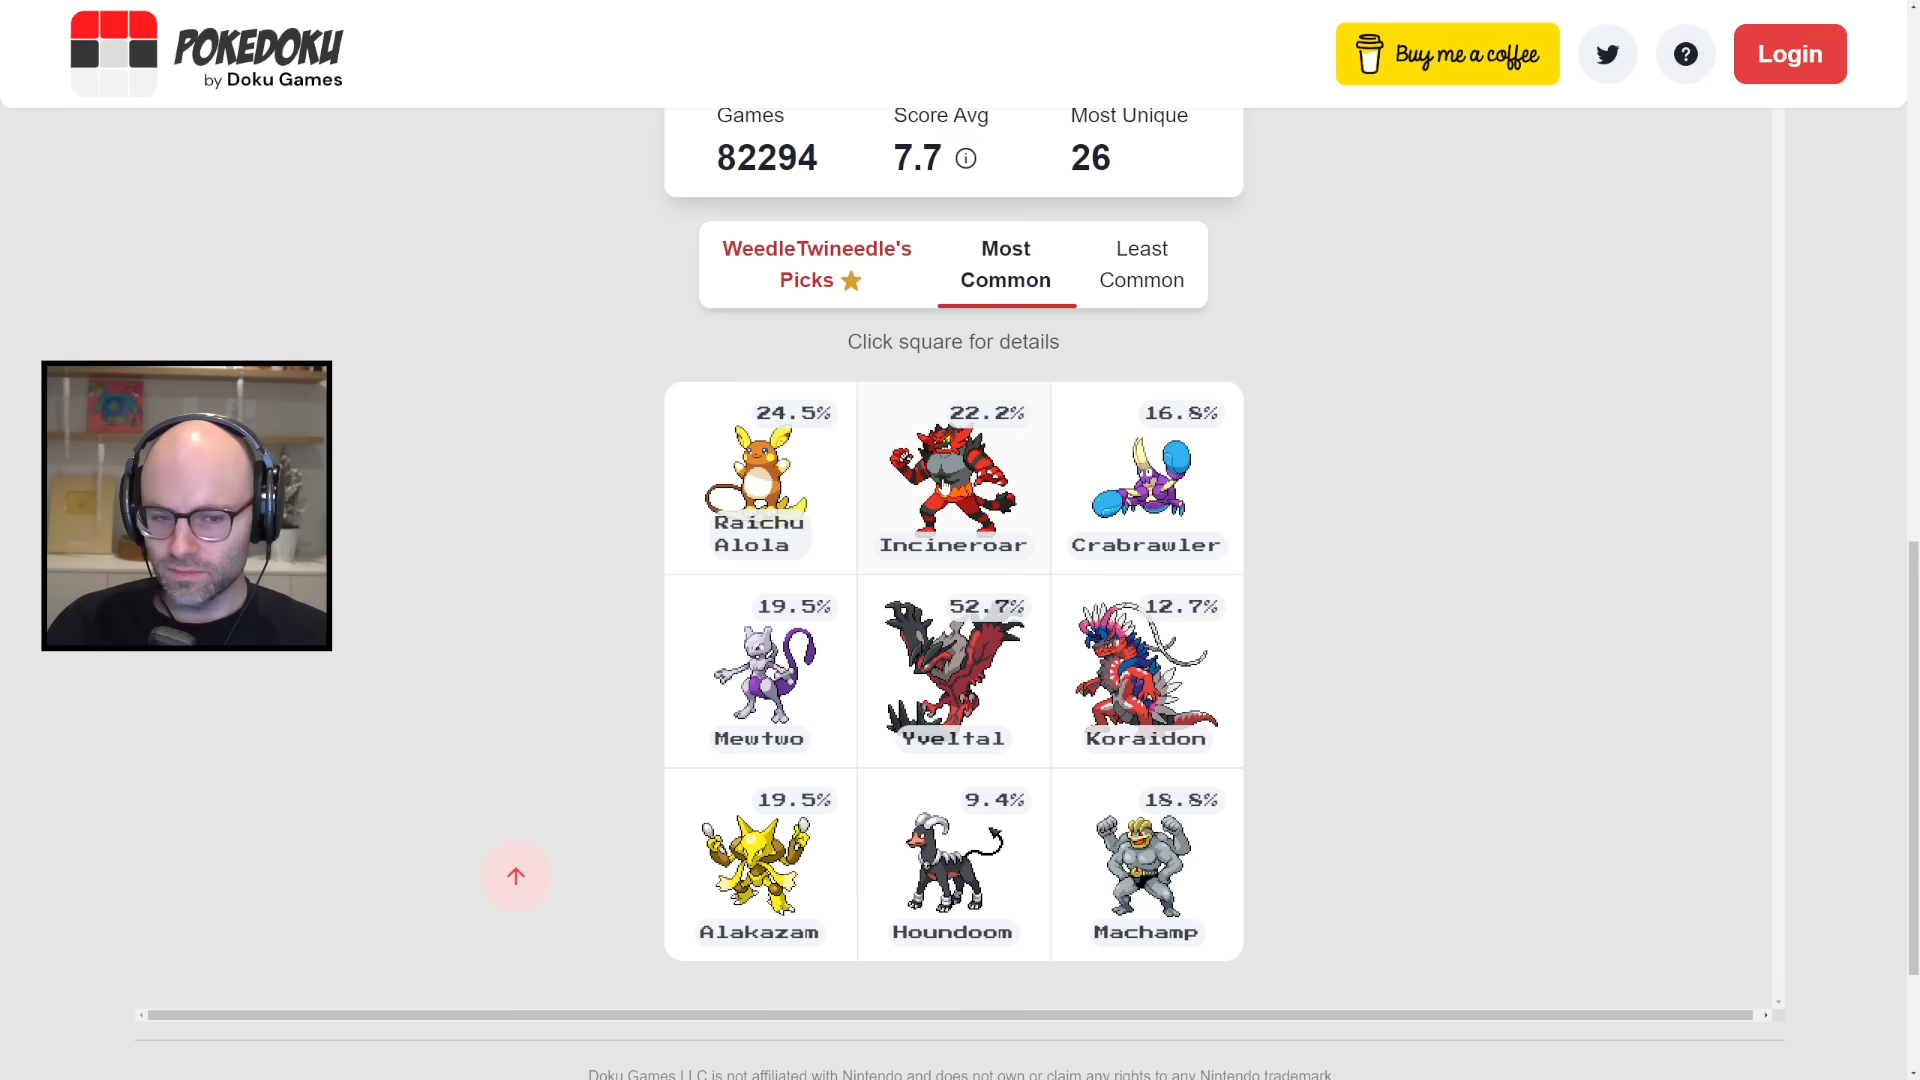 POKEDOKU
by Doku Games
Buy me a coffee
Login
Games
Score Avg
Most Unique
82294
7.7
26
WeedleTwineedle's
Picks
Most
Common
Least
Common
Click square for details
24.5%
22.2%
16.8%
Raichu
Alola
Incineroar
Crabrawler
19.5%
52.7%
12.7%
Mewtwo
Yveltal
Koraidon
19.5%
9.4%
18.8%
Alakazam
Houndoom
Machamp
Doku Games LLC is not affiliated with Nintendo and does not own or claim any rights to any Nintendo trademark